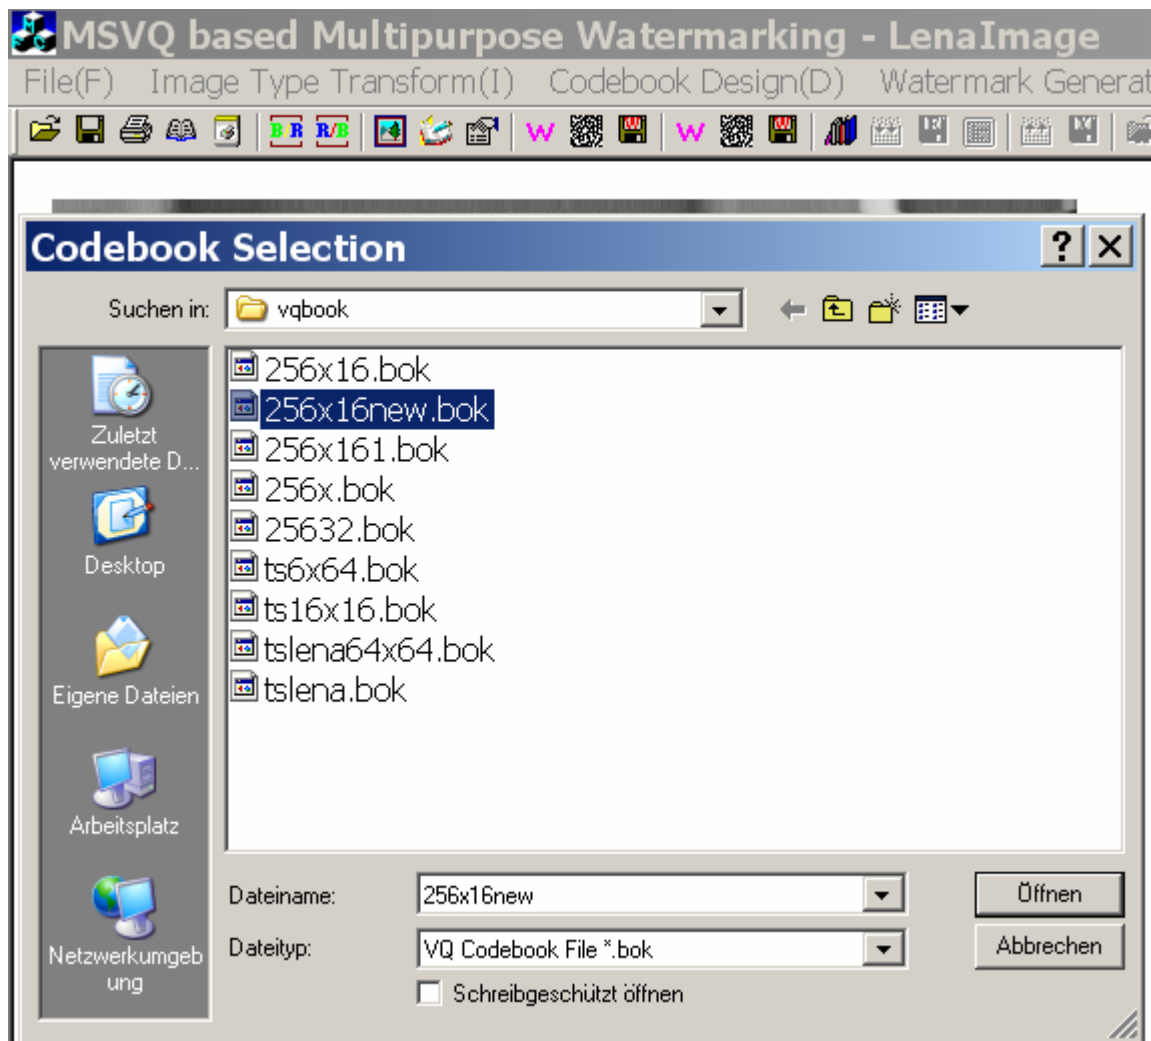 MSVQ based Multipurpose Watermarking - LenaImage
File(F) Image Type Transform(I) Codebook Design(D) Watermark Generat
B R R/B W W
Codebook Selection
Suchen in: vqbook
256x16.bok
256x16new.bok
256x161.bok
256x.bok
25632.bok
ts6x64.bok
ts16x16.bok
tslena64x64.bok
tslena.bok
Zuletzt
verwendete D...
Desktop
Eigene Dateien
Arbeitsplatz
Netzwerkumgeb
ung
Dateiname: 256x16new Öffnen
Dateityp: VQ Codebook File *.bok Abbrechen
Schreibgeschützt öffnen